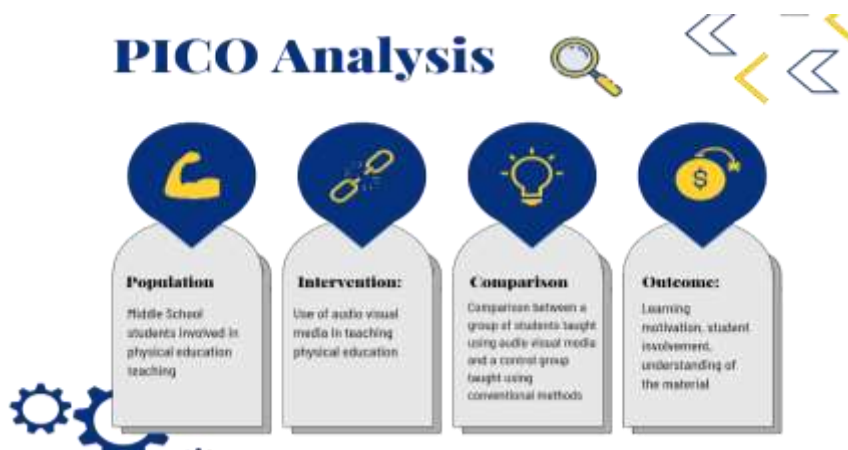 PICO Analysis
Population
Middle School
students involved in
physical education
teaching
Intervention:
Use of audio visual
media in teaching
physical education
Comparison
Comparison between a
group of students taught
using audio visual media
and a control group
taught using
conventional methods
Outcome:
Learning
motivation, student
involvement,
understanding of
the material
$